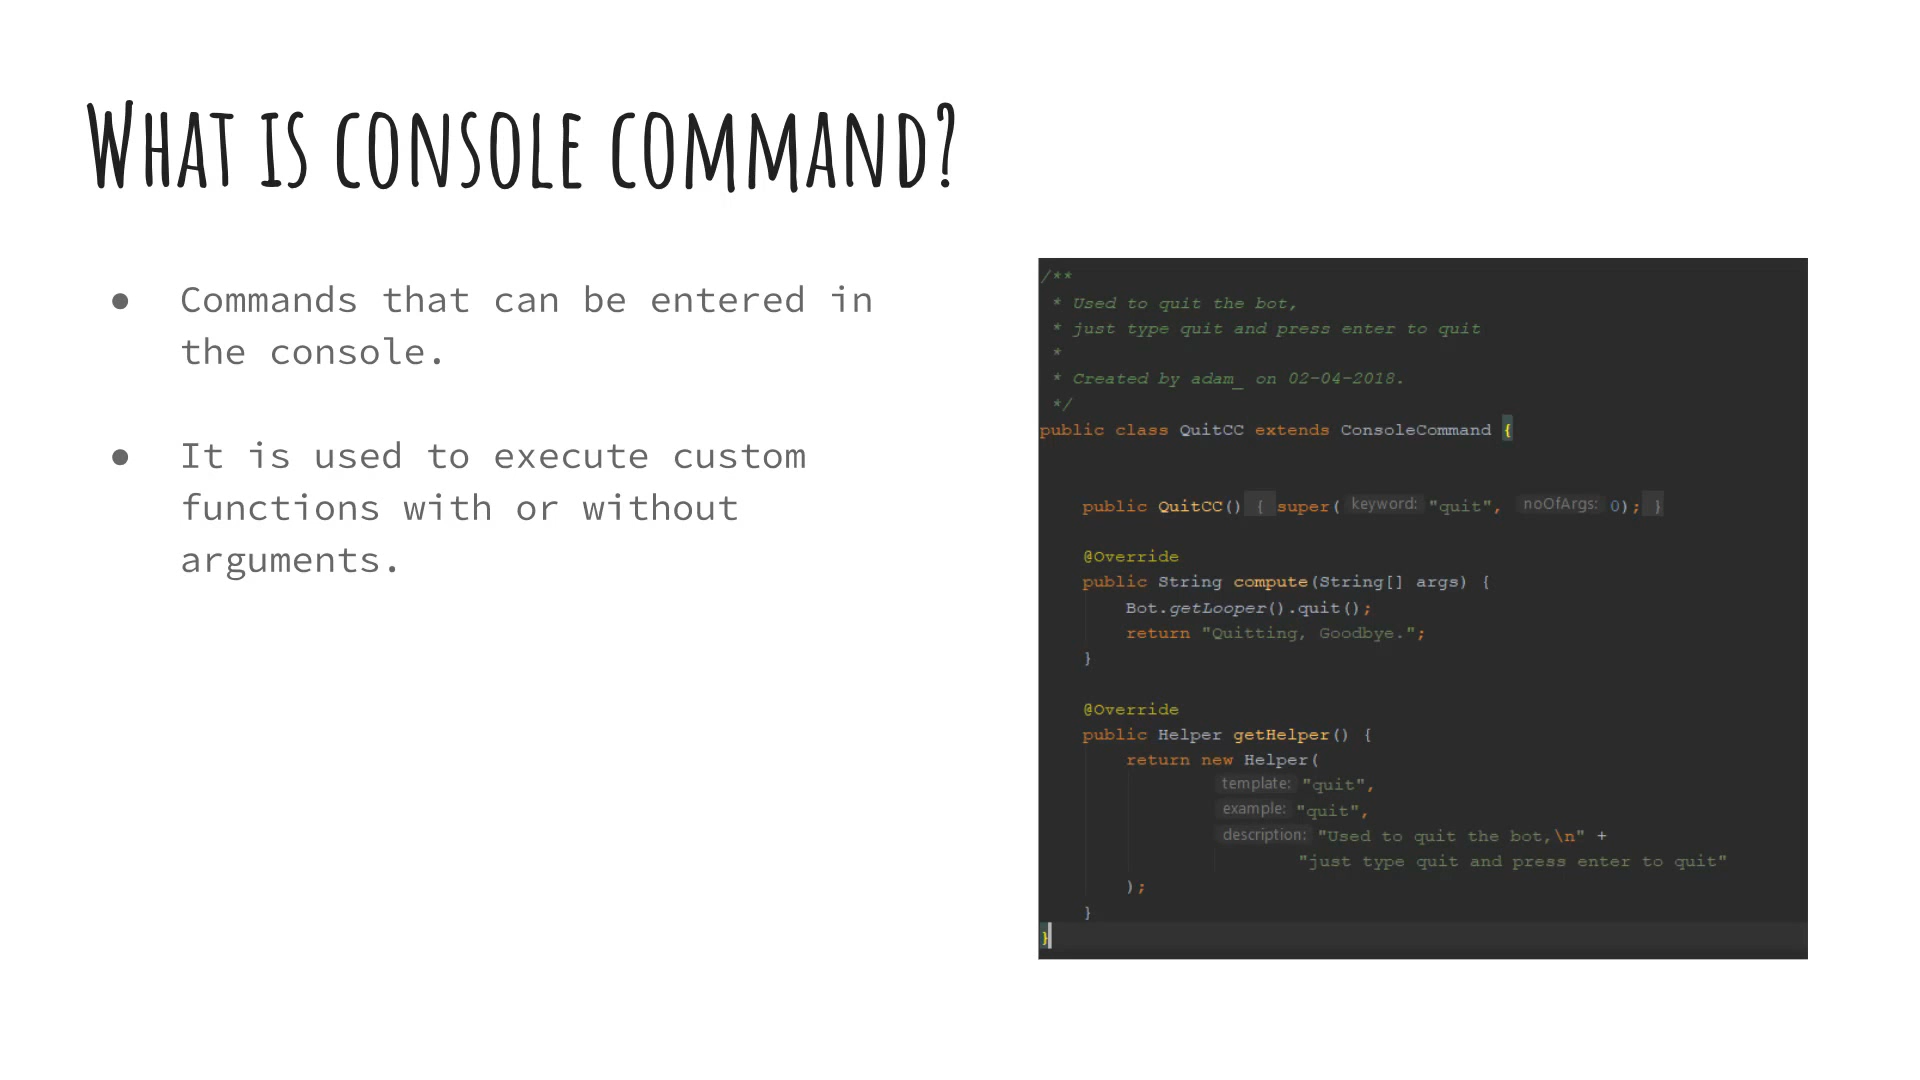 What is console command?
● Commands that can be entered in
the console.
● It is used to execute custom
functions with or without
arguments.
/**
 * Used to quit the bot,
 * just type quit and press enter to quit
 *
 * Created by adam_ on 02-04-2018.
 */
public class QuitCC extends ConsoleCommand {
    public QuitCC() { super( keyword: "quit", noOfArgs: 0); }
    @Override
    public String compute(String[] args) {
        Bot.getLooper().quit();
        return "Quitting, Goodbye.";
    }
    @Override
    public Helper getHelper() {
        return new Helper(
                template: "quit",
                example: "quit",
                description: "Used to quit the bot,\n" +
                        "just type quit and press enter to quit"
        );
    }
}